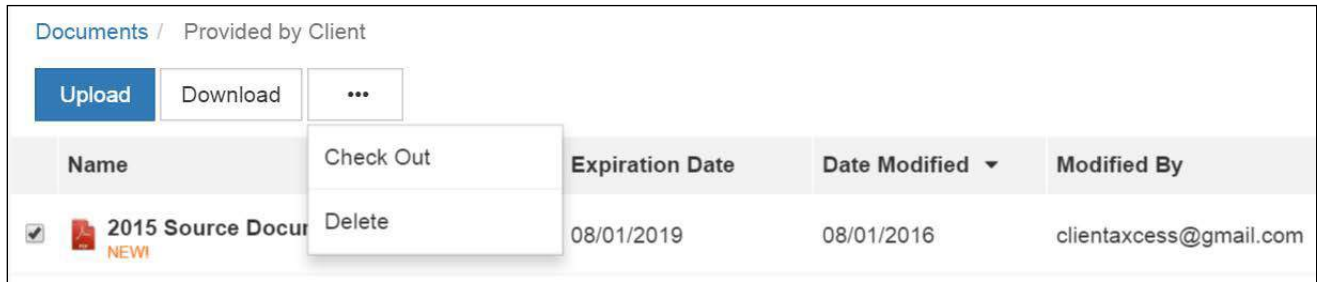 Documents / Provided by Client
Upload Download •••
Check Out
Name Expiration Date Date Modified Modified By
Delete
2015 Source 08/01/2019 08/01/2016 clientaxcess@gmail.com
NEW!